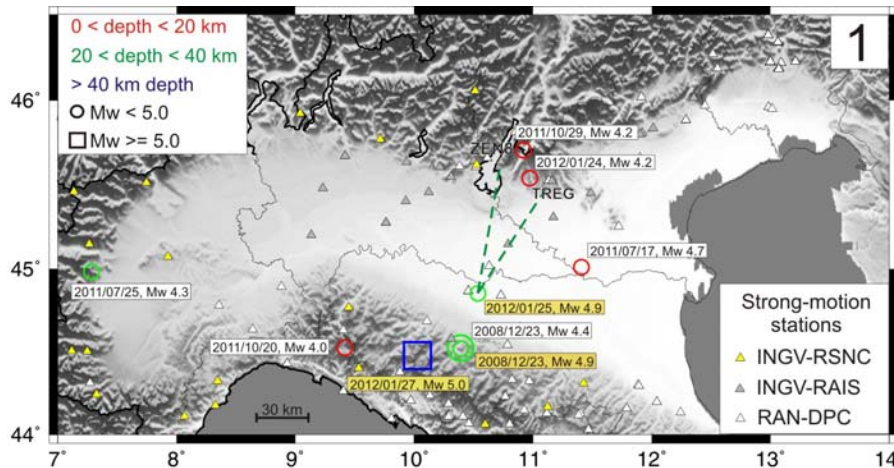 0 < depth < 20 km
20 < depth < 40 km
> 40 km depth
Mw < 5.0
Mw >= 5.0
1
46°
45°
44°
2011/10/29, Mw 4.2
2012/01/24, Mw 4.2
TREG
2011/07/17, Mw 4.7
2011/07/25, Mw 4.3
2012/01/25, Mw 4.9
2008/12/23, Mw 4.4
2011/10/20, Mw 4.0
2008/12/23, Mw 4.9
2012/01/27, Mw 5.0
30 km
Strong-motion
stations
INGV-RSNC
INGV-RAIS
RAN-DPC
7° 8° 9° 10° 11° 12° 13° 14°